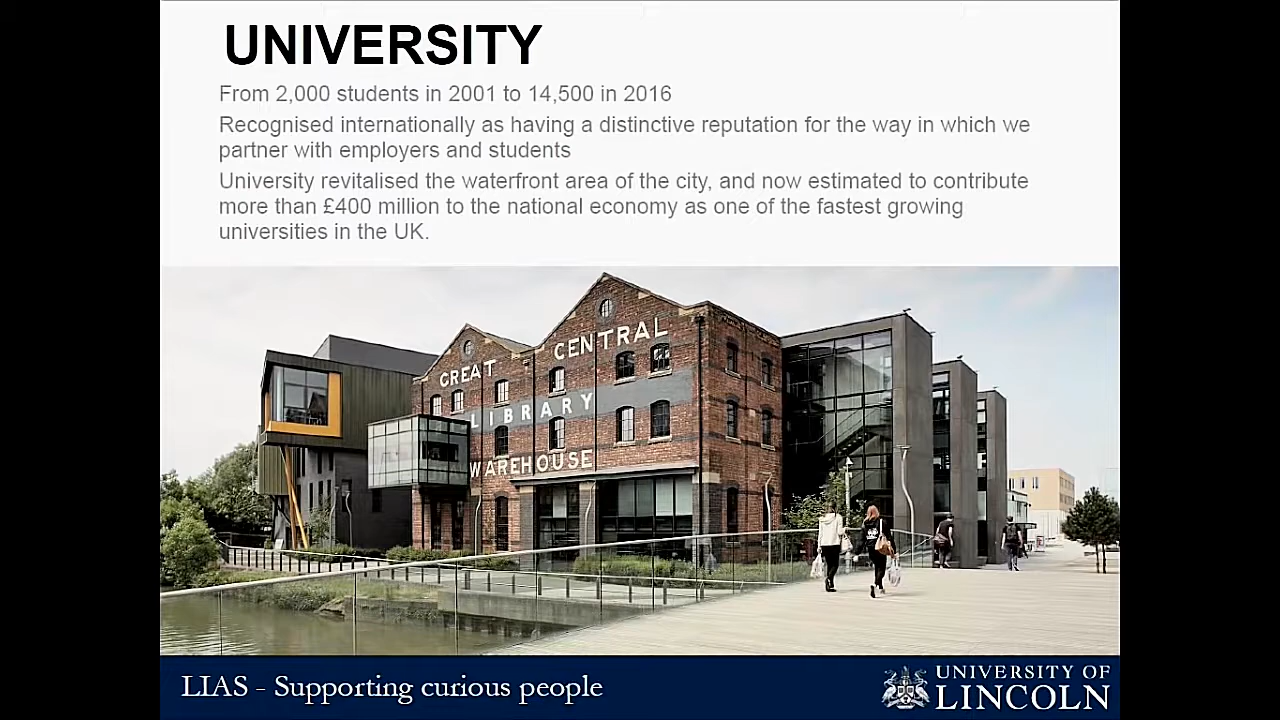 UNIVERSITY
From 2,000 students in 2001 to 14,500 in 2016
Recognised internationally as having a distinctive reputation for the way in which we
partner with employers and students
University revitalised the waterfront area of the city, and now estimated to contribute
more than £400 million to the national economy as one of the fastest growing
universities in the UK.
GREAT CENTRAL
LIBRARY
WAREHOUSE
LIAS - Supporting curious people
UNIVERSITY OF
LINCOLN